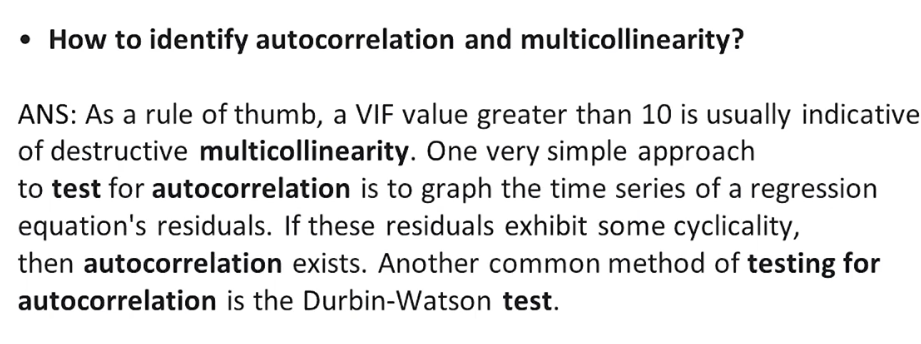 • How to identify autocorrelation and multicollinearity?
ANS: As a rule of thumb, a VIF value greater than 10 is usually indicative
of destructive multicollinearity. One very simple approach
to test for autocorrelation is to graph the time series of a regression
equation's residuals. If these residuals exhibit some cyclicality,
then autocorrelation exists. Another common method of testing for
autocorrelation is the Durbin-Watson test.